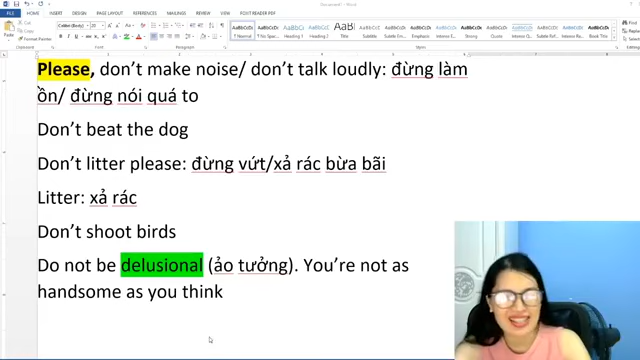 Please, don't make noise/ don't talk loudly: đừng làm
ồn/ đừng nói quá to
Don't beat the dog
Don't litter please: đừng vứt/xả rác bừa bãi
Litter: xả rác
Don't shoot birds
Do not be delusional (ảo tưởng). You're not as
handsome as you think